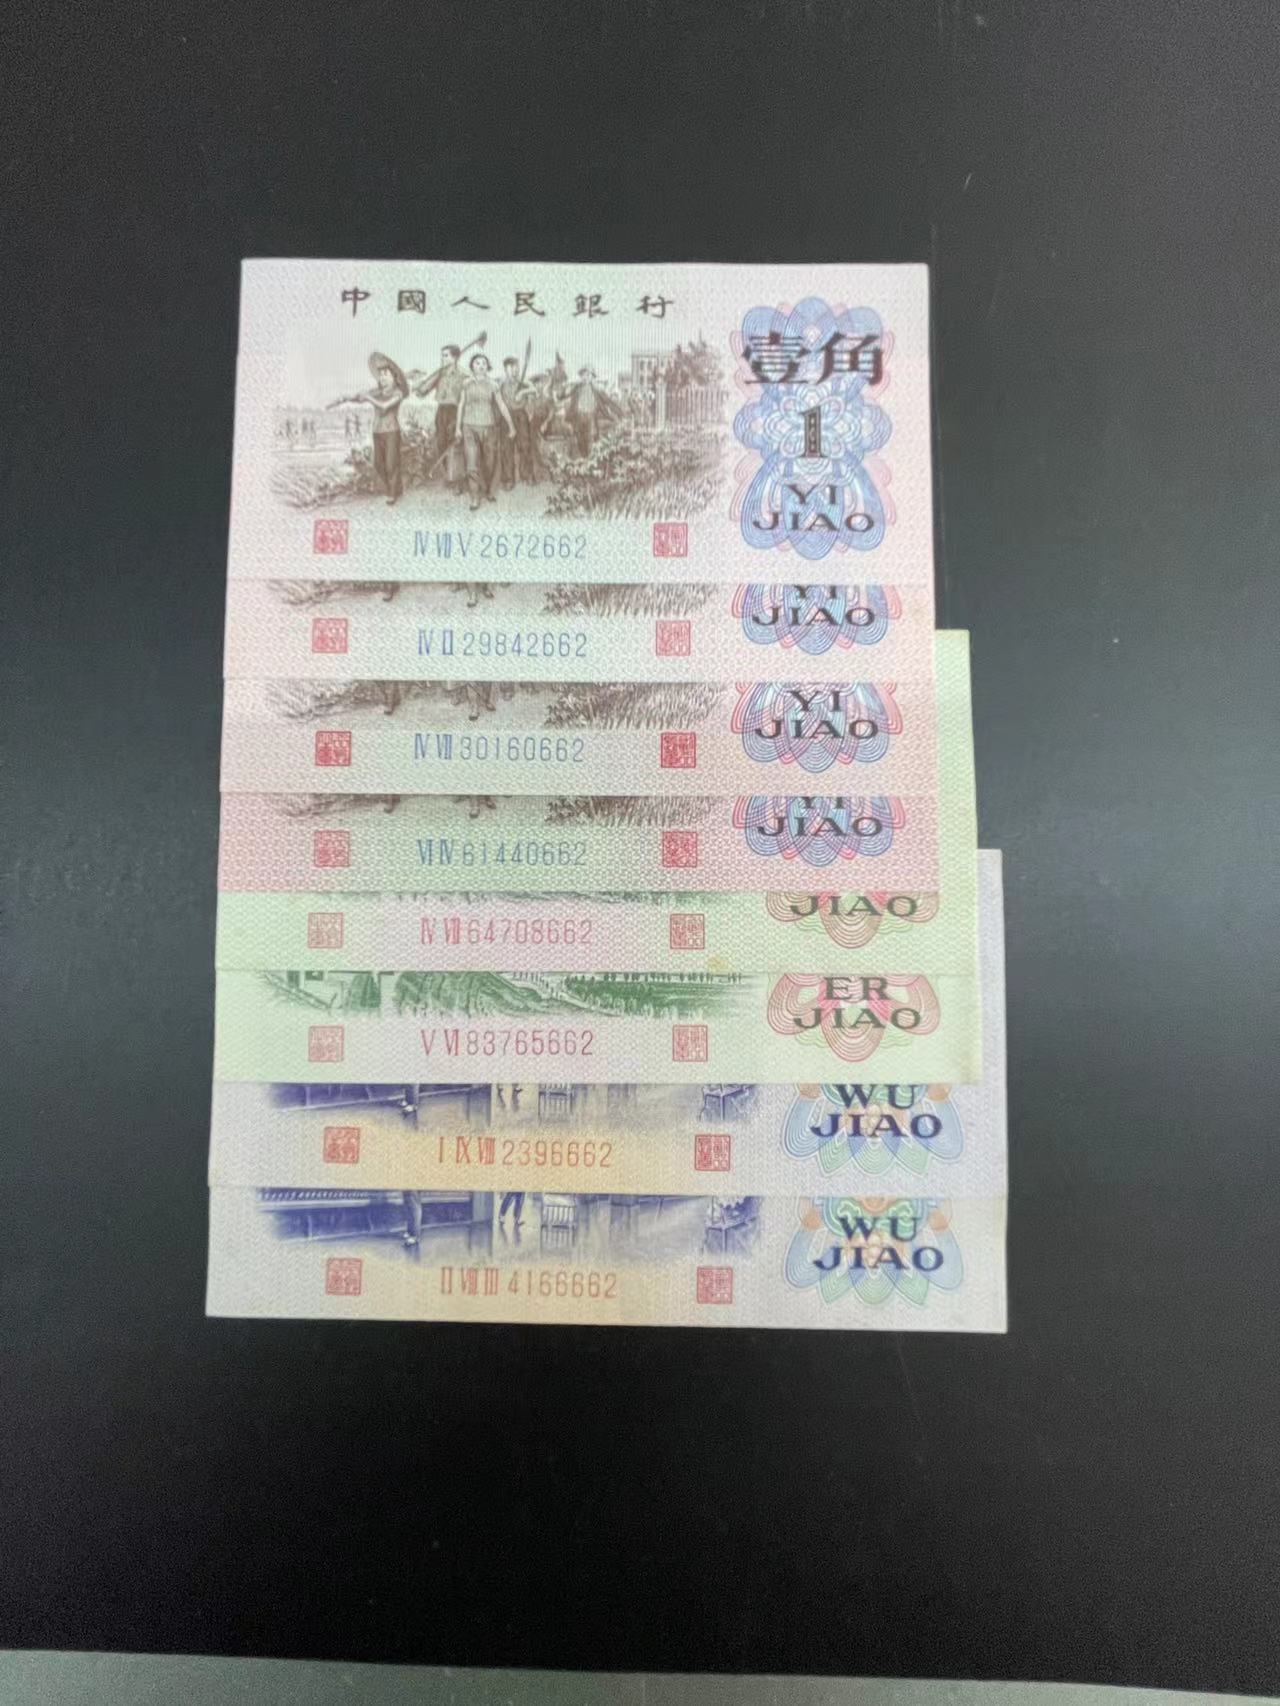 中國人民銀行
壹角
1
YI
JIAO
Ⅳ Ⅷ Ⅴ 2672662
YI
JIAO
Ⅳ Ⅱ 29842662
YI
JIAO
Ⅳ Ⅶ 30160662
YI
JIAO
Ⅵ Ⅳ 61440662
JIAO
Ⅳ Ⅶ 64708662
ER
JIAO
Ⅴ Ⅵ 83765662
WU
JIAO
Ⅰ Ⅸ Ⅷ 2396662
WU
JIAO
Ⅱ Ⅷ Ⅲ 4166662